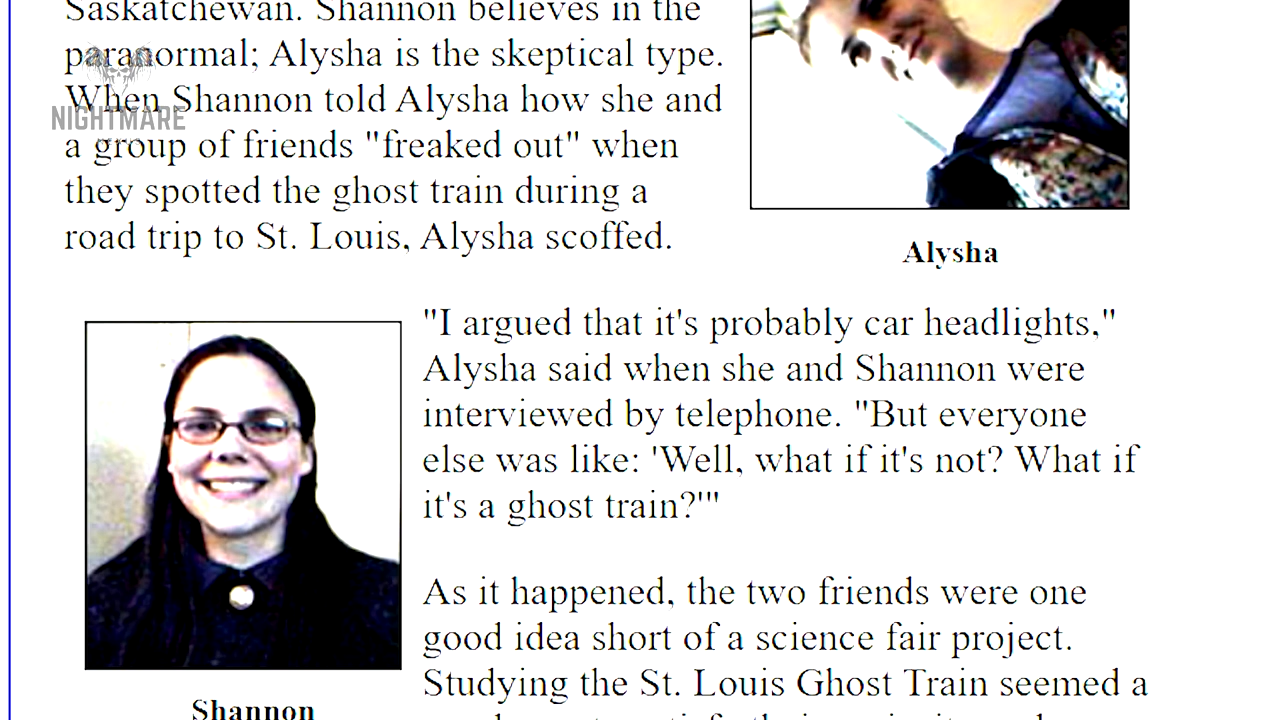 Saskatchewan. Shannon believes in the
paranormal; Alysha is the skeptical type.
When Shannon told Alysha how she and
a group of friends "freaked out" when
they spotted the ghost train during a
road trip to St. Louis, Alysha scoffed.
NIGHTMARE
Alysha
"I argued that it's probably car headlights,"
Alysha said when she and Shannon were
interviewed by telephone. "But everyone
else was like: 'Well, what if it's not? What if
it's a ghost train?'"
As it happened, the two friends were one
good idea short of a science fair project.
Studying the St. Louis Ghost Train seemed a
Shannon